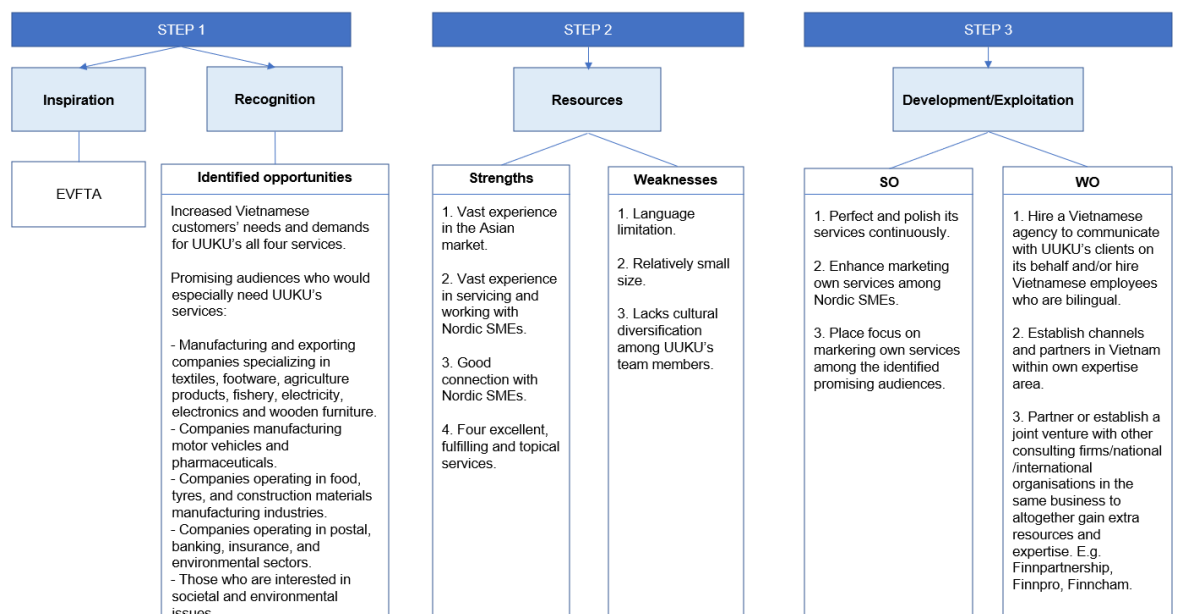 STEP 1
Inspiration
Recognition
EVFTA
Identified opportunities
Increased Vietnamese
customers' needs and demands
for UUKU's all four services.
Promising audiences who would
especially need UUKU's
services:
- Manufacturing and exporting
companies specializing in
textiles, footware, agriculture
products, fishery, electricity,
electronics and wooden furniture.
- Companies manufacturing
motor vehicles and
pharmaceuticals.
- Companies operating in food,
tyres, and construction materials
manufacturing industries.
- Companies operating in postal,
banking, insurance, and
environmental sectors.
- Those who are interested in
societal and environmental
issues
STEP 2
Resources
Strengths
1. Vast experience
in the Asian
market.
2. Vast experience
in servicing and
working with
Nordic SMEs.
3. Good
connection with
Nordic SMEs.
4. Four excellent,
fulfilling and topical
services.
Weaknesses
1. Language
limitation.
2. Relatively small
size.
3. Lacks cultural
diversification
among UUKU's
team members.
STEP 3
Development/Exploitation
SO
1. Perfect and polish its
services continuously.
2. Enhance marketing
own services among
Nordic SMEs.
3. Place focus on
markering own services
among the identified
promising audiences.
WO
1. Hire a Vietnamese
agency to communicate
with UUKU's clients on
its behalf and/or hire
Vietnamese employees
who are bilingual.
2. Establish channels
and partners in Vietnam
within own expertise
area.
3. Partner or establish a
joint venture with other
consulting firms/national
/international
organisations in the
same business to
altogether gain extra
resources and
expertise. E.g.
Finnpartnership,
Finnpro, Finncham.